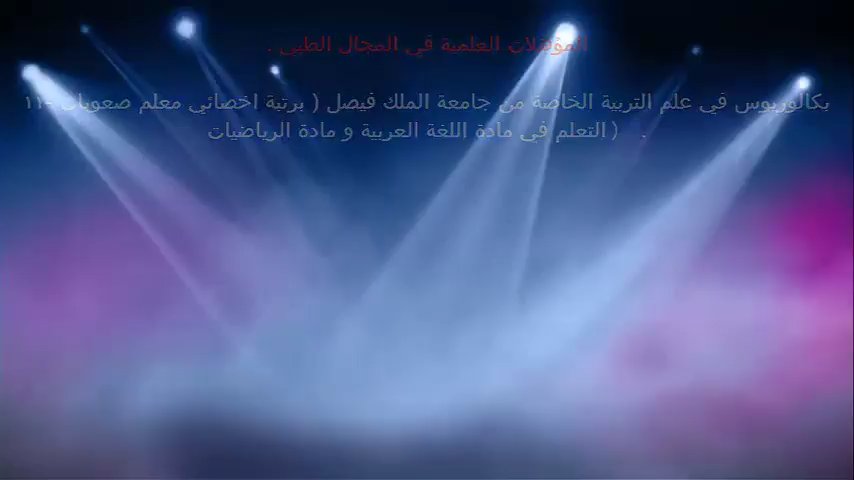 المؤهلات العلمية في المجال الطبي .
١١- بكالوريوس في علم التربية الخاصة من جامعة الملك فيصل ( برتبة اخصائي معلم صعوبات
التعلم في مادة اللغة العربية و مادة الرياضيات ) .